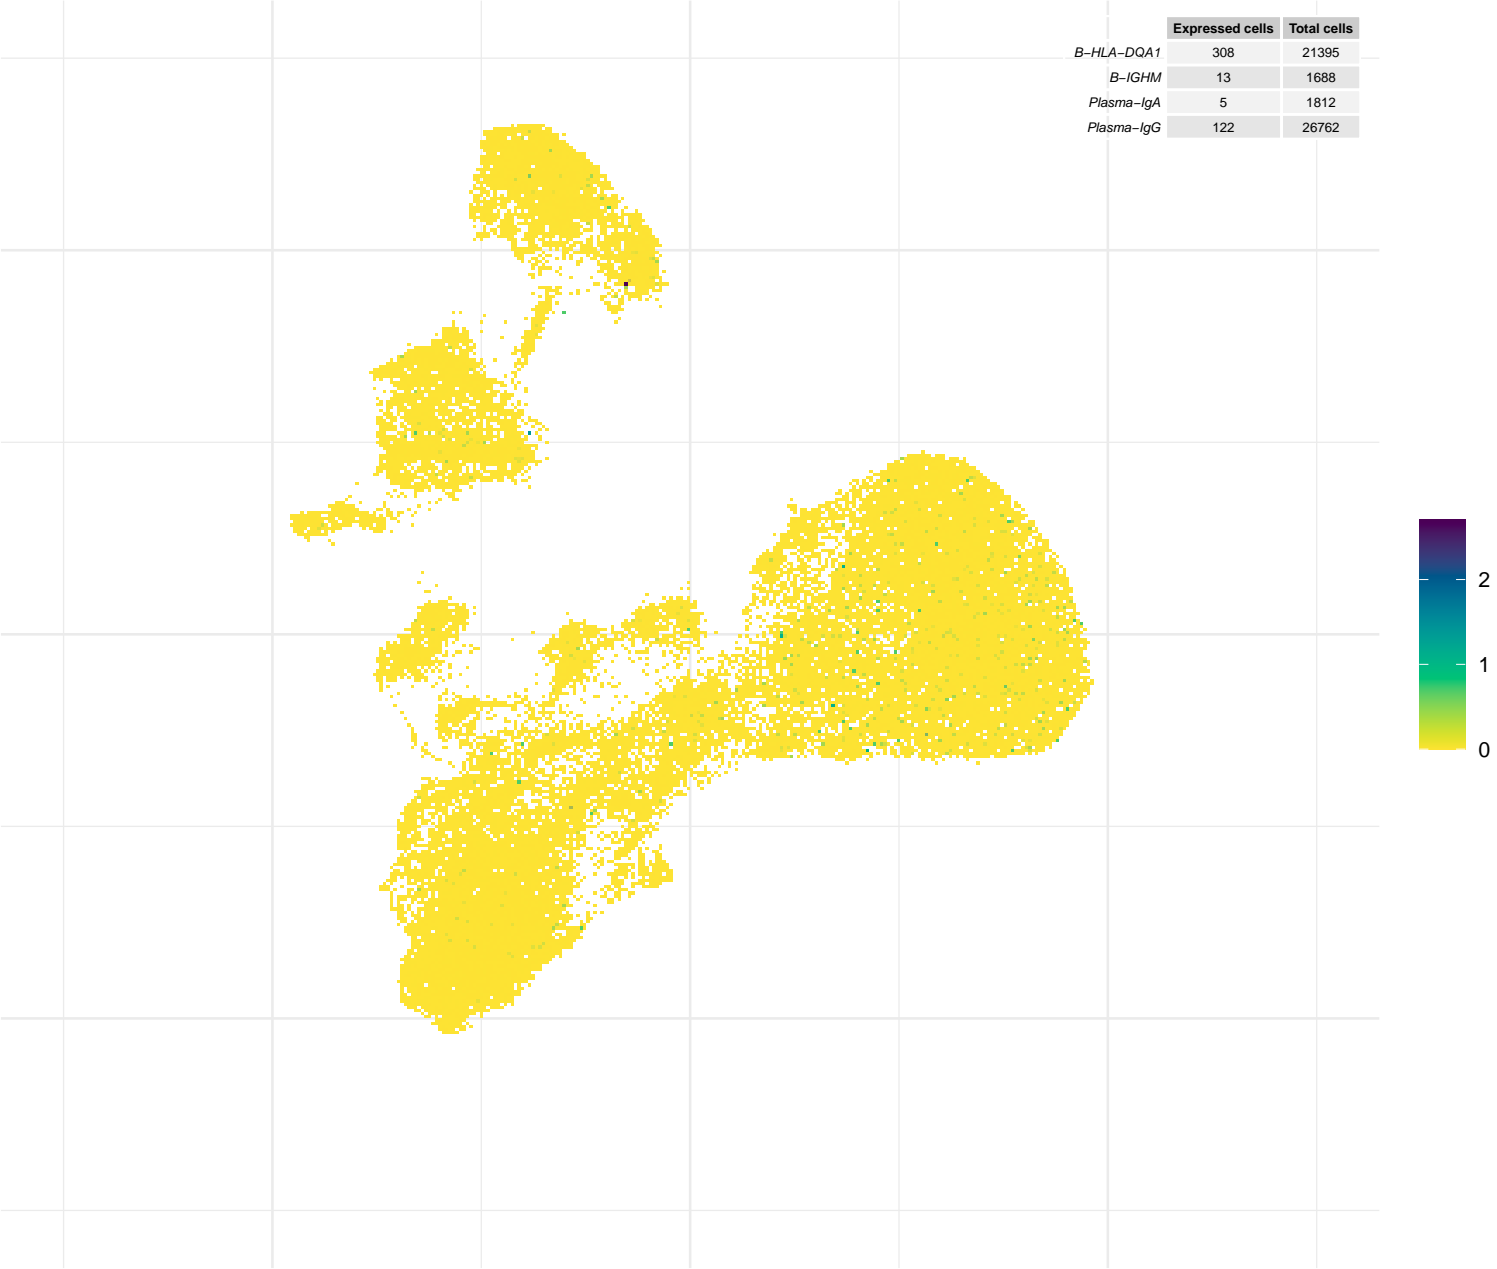 Expressed cells Total cells
B−HLA−DQA1 308 21395
B−IGHM 13 1688
Plasma−IgA 5 1812
Plasma−IgG 122 26762
2
1
0